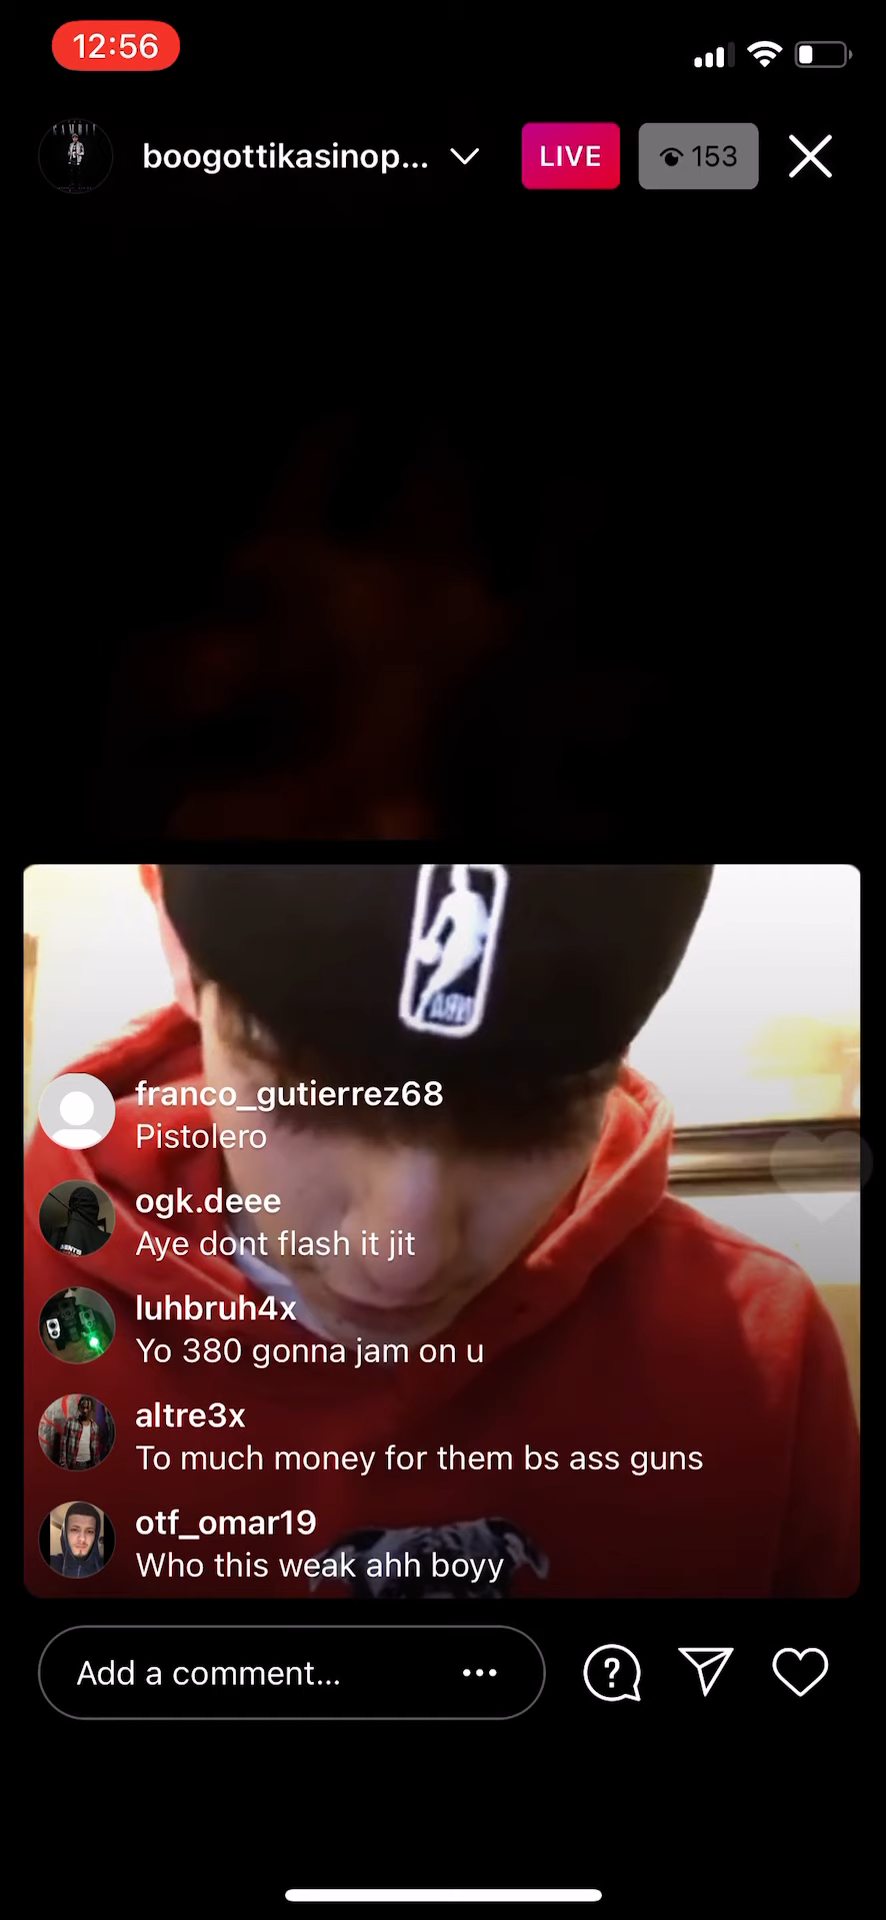 12:56
boogottikasinop...
LIVE
153
franco_gutierrez68
Pistolero
ogk.deee
Aye dont flash it jit
luhbruh4x
Yo 380 gonna jam on u
altre3x
To much money for them bs ass guns
otf_omar19
Who this weak ahh boyy
Add a comment...